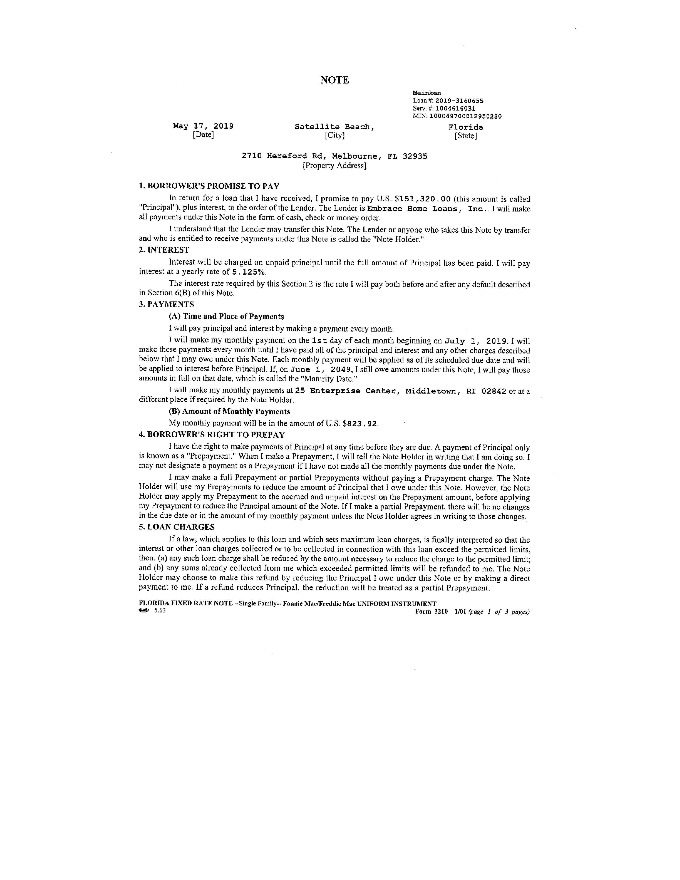 NOTE
Loan #: 2019-3160655
Serv. #: 1004616931
MIN: 100049700012950220
May 17, 2019 Satellite Beach, Florida
[Date] [City] [State]
2710 Hereford Rd, Melbourne, FL 32935
[Property Address]
1. BORROWER'S PROMISE TO PAY
In return for a loan that I have received, I promise to pay U.S. $151,320.00 (this amount is called
"Principal"), plus interest, to the order of the Lender. The Lender is Embrace Home Loans, Inc.. I will make
all payments under this Note in the form of cash, check or money order.
I understand that the Lender may transfer this Note. The Lender or anyone who takes this Note by transfer
and who is entitled to receive payments under this Note is called the "Note Holder."
2. INTEREST
Interest will be charged on unpaid principal until the full amount of Principal has been paid. I will pay
interest at a yearly rate of 5.125%.
The interest rate required by this Section 2 is the rate I will pay both before and after any default described
in Section 6(B) of this Note.
3. PAYMENTS
(A) Time and Place of Payments
I will pay principal and interest by making a payment every month.
I will make my monthly payment on the 1st day of each month beginning on July 1, 2019. I will
make these payments every month until I have paid all of the principal and interest and any other charges described
below that I may owe under this Note. Each monthly payment will be applied as of its scheduled due date and will
be applied to interest before Principal. If, on June 1, 2049, I still owe amounts under this Note, I will pay those
amounts in full on that date, which is called the "Maturity Date."
I will make my monthly payments at 25 Enterprise Center, Middletown, RI 02842 or at a
different place if required by the Note Holder.
(B) Amount of Monthly Payments
My monthly payment will be in the amount of U.S. $823.92.
4. BORROWER'S RIGHT TO PREPAY
I have the right to make payments of Principal at any time before they are due. A payment of Principal only
is known as a "Prepayment." When I make a Prepayment, I will tell the Note Holder in writing that I am doing so. I
may not designate a payment as a Prepayment if I have not made all the monthly payments due under the Note.
I may make a full Prepayment or partial Prepayments without paying a Prepayment charge. The Note
Holder will use my Prepayments to reduce the amount of Principal that I owe under this Note. However, the Note
Holder may apply my Prepayment to the accrued and unpaid interest on the Prepayment amount, before applying
my Prepayment to reduce the Principal amount of the Note. If I make a partial Prepayment, there will be no changes
in the due date or in the amount of my monthly payment unless the Note Holder agrees in writing to those changes.
5. LOAN CHARGES
If a law, which applies to this loan and which sets maximum loan charges, is finally interpreted so that the
interest or other loan charges collected or to be collected in connection with this loan exceed the permitted limits,
then: (a) any such loan charge shall be reduced by the amount necessary to reduce the charge to the permitted limit;
and (b) any sums already collected from me which exceeded permitted limits will be refunded to me. The Note
Holder may choose to make this refund by reducing the Principal I owe under this Note or by making a direct
payment to me. If a refund reduces Principal, the reduction will be treated as a partial Prepayment.
FLORIDA FIXED RATE NOTE--Single Family--Fannie Mae/Freddie Mac UNIFORM INSTRUMENT
Form 3210 1/01 (page 1 of 3 pages)